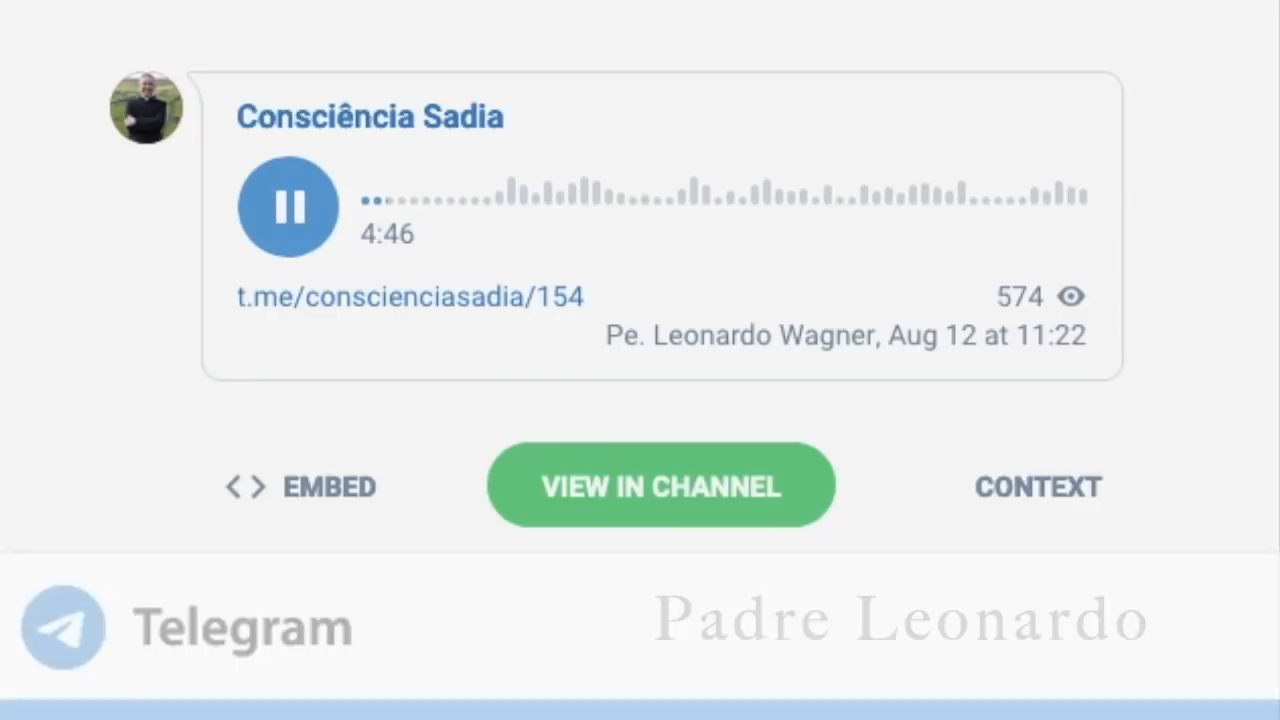 Consciência Sadia
4:46
t.me/conscienciasadia/154
574
Pe. Leonardo Wagner, Aug 12 at 11:22
< > EMBED
VIEW IN CHANNEL
CONTEXT
Telegram
Padre Leonardo